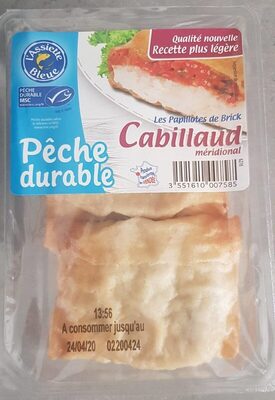 l'Assiette
Bleue
Qualité nouvelle
Recette plus légère
PÊCHE
DURABLE
MSC
Les Papillotes de Brick
Cabillaud
méridional
Pêche
durable
3 551610 007585
13:56
A consommer jusqu'au
24/04/20 02200424